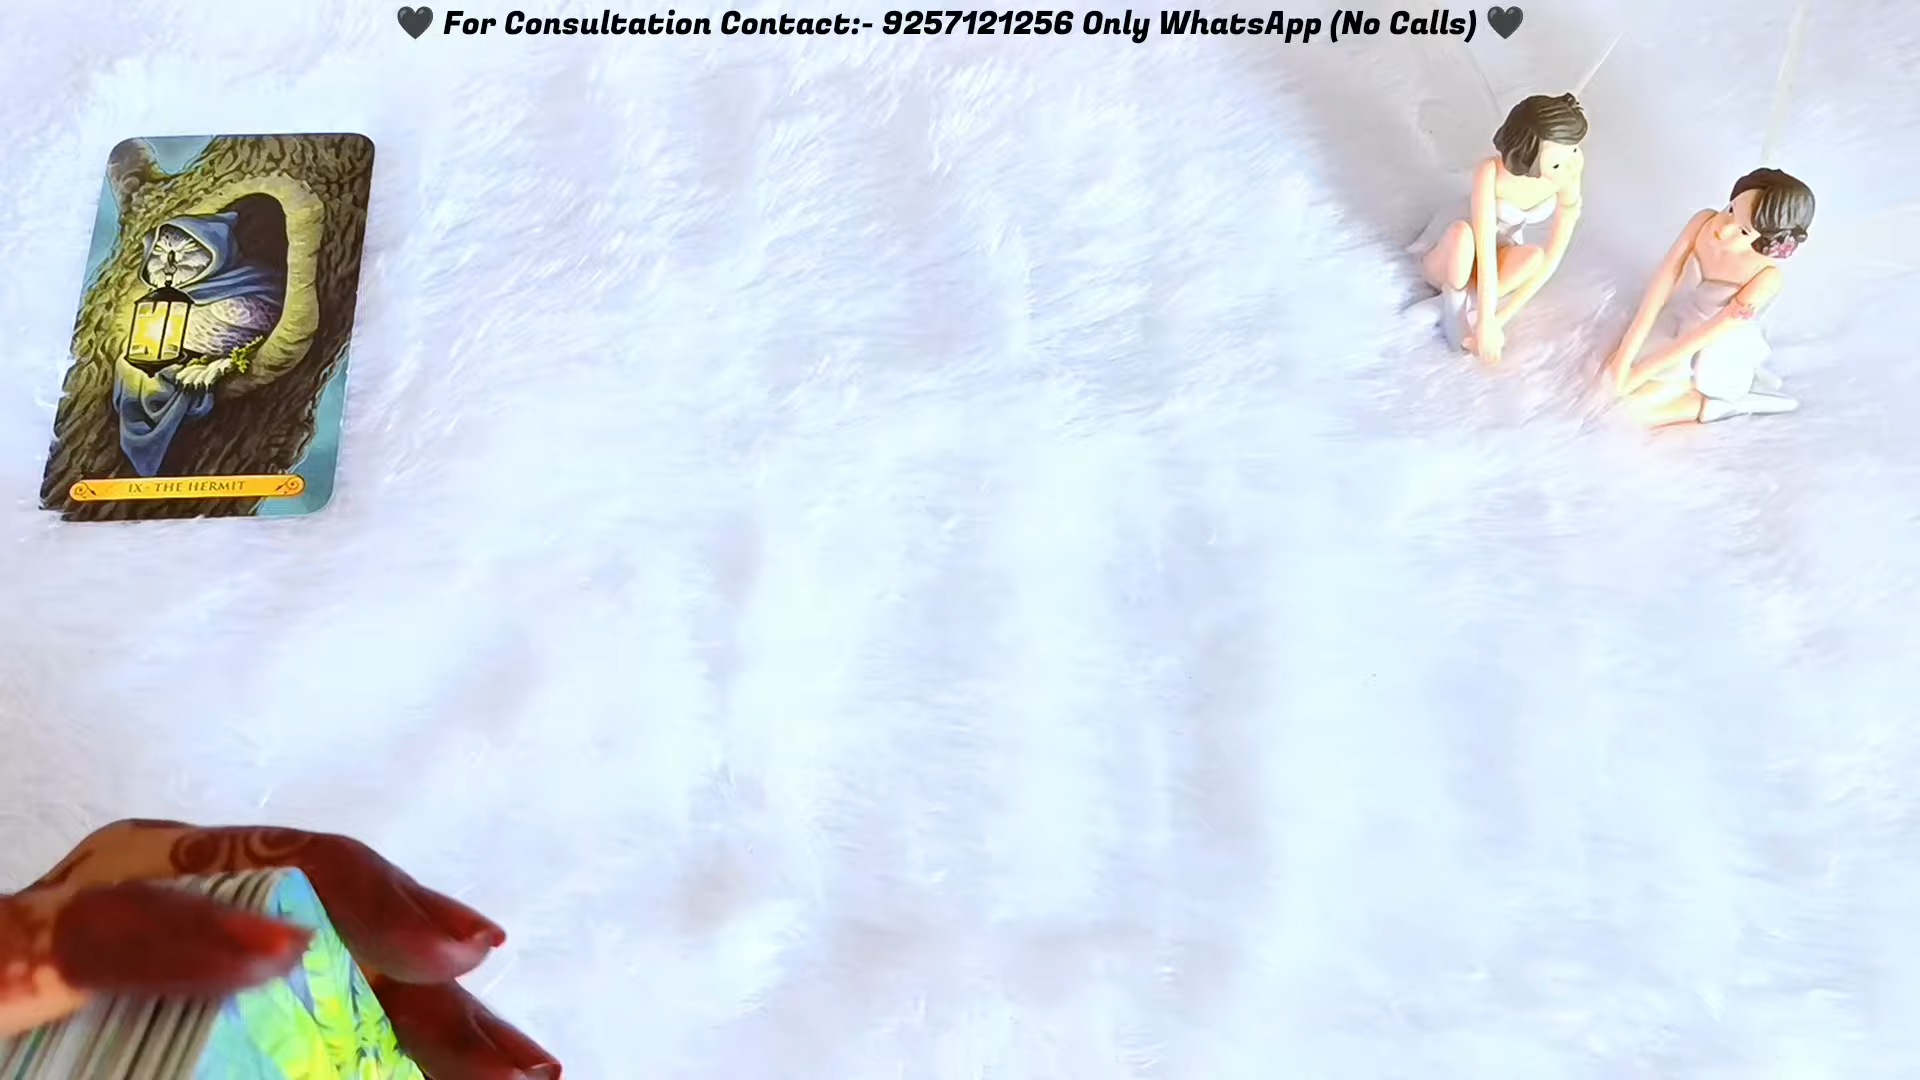 🖤 For Consultation Contact:- 9257121256 Only WhatsApp (No Calls) 🖤
IX - THE HERMIT